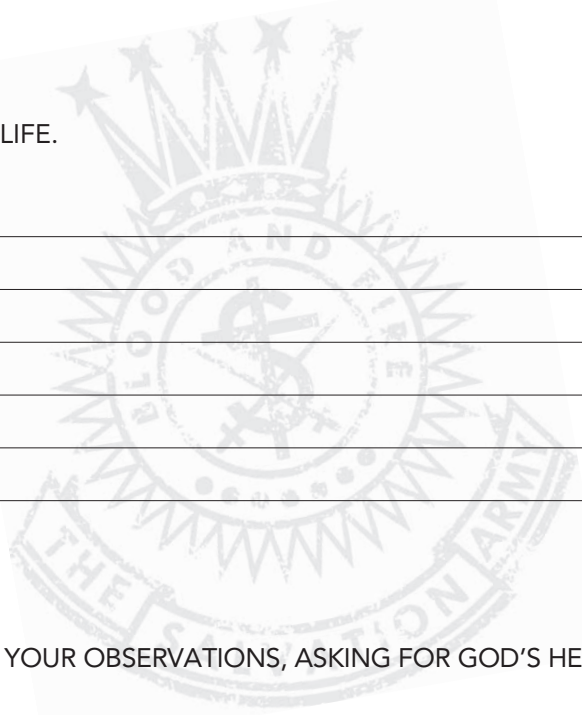 LIFE.
BLOOD AND FIRE
THE SALVATION ARMY
YOUR OBSERVATIONS, ASKING FOR GOD'S HE